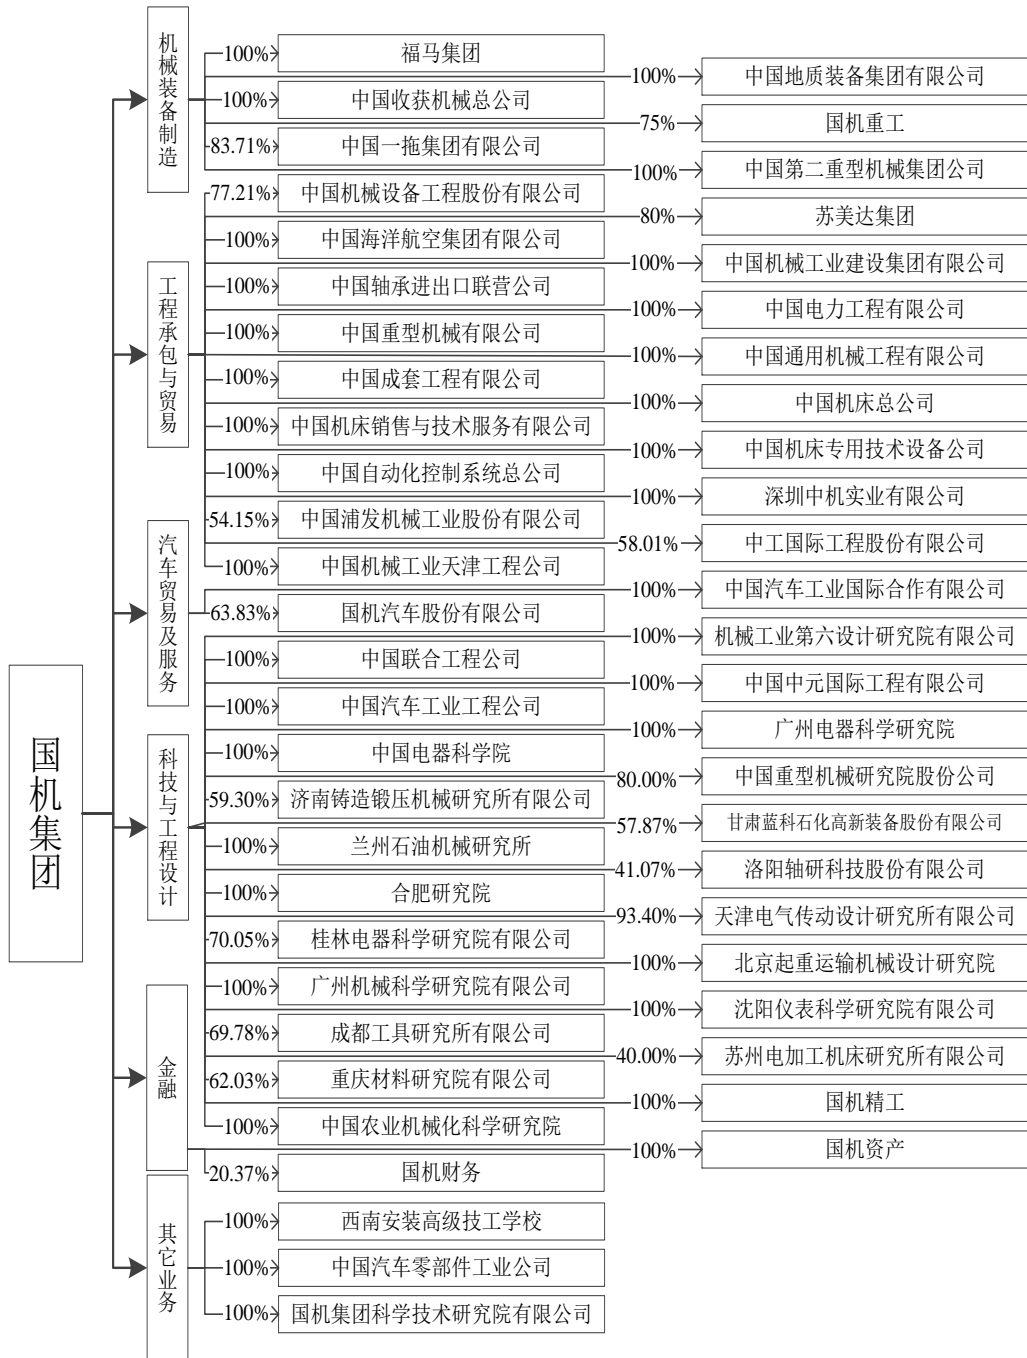 国机集团
机械装备制造
100%
福马集团
100%
中国地质装备集团有限公司
100%
中国收获机械总公司
75%
国机重工
83.71%
中国一拖集团有限公司
100%
中国第二重型机械集团公司
工程承包与贸易
77.21%
中国机械设备工程股份有限公司
80%
苏美达集团
100%
中国海洋航空集团有限公司
100%
中国机械工业建设集团有限公司
100%
中国轴承进出口联营公司
100%
中国电力工程有限公司
100%
中国重型机械有限公司
100%
中国通用机械工程有限公司
100%
中国成套工程有限公司
100%
中国机床总公司
100%
中国机床销售与技术服务有限公司
100%
中国机床专用技术设备公司
100%
中国自动化控制系统总公司
100%
深圳中机实业有限公司
54.15%
中国浦发机械工业股份有限公司
58.01%
中工国际工程股份有限公司
100%
中国机械工业天津工程公司
汽车贸易及服务
100%
中国汽车工业国际合作有限公司
63.83%
国机汽车股份有限公司
科技与工程设计
100%
机械工业第六设计研究院有限公司
100%
中国联合工程公司
100%
中国中元国际工程有限公司
100%
中国汽车工业工程公司
100%
广州电器科学研究院
100%
中国电器科学院
80.00%
中国重型机械研究院股份公司
59.30%
济南铸造锻压机械研究所有限公司
57.87%
甘肃蓝科石化高新装备股份有限公司
100%
兰州石油机械研究所
41.07%
洛阳轴研科技股份有限公司
100%
合肥研究院
93.40%
天津电气传动设计研究所有限公司
70.05%
桂林电器科学研究院有限公司
100%
北京起重运输机械设计研究院
100%
广州机械科学研究院有限公司
100%
沈阳仪表科学研究院有限公司
69.78%
成都工具研究所有限公司
40.00%
苏州电加工机床研究所有限公司
62.03%
重庆材料研究院有限公司
100%
国机精工
100%
中国农业机械化科学研究院
金融
100%
国机资产
20.37%
国机财务
其它业务
100%
西南安装高级技工学校
100%
中国汽车零部件工业公司
100%
国机集团科学技术研究院有限公司